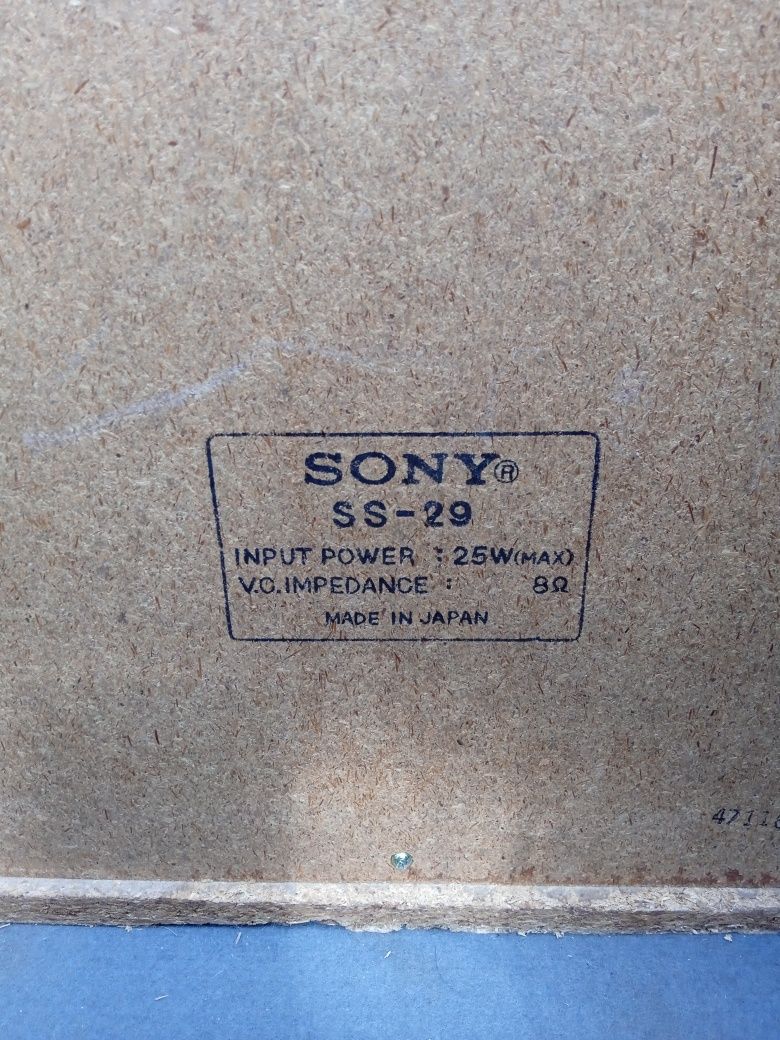 SONY®
SS-29
INPUT POWER : 25W(MAX)
V.C.IMPEDANCE : 8Ω
MADE IN JAPAN